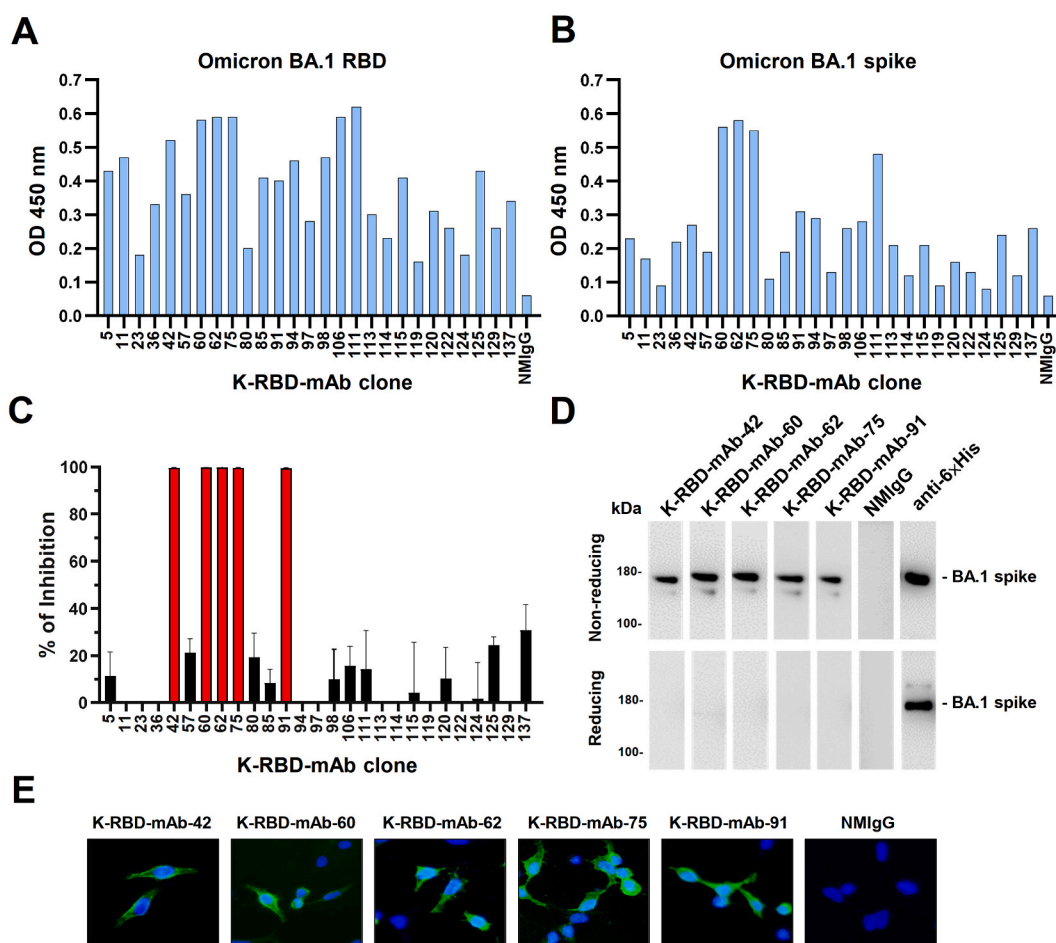 A
Omicron BA.1 RBD
OD 450 nm
0.7
0.6
0.5
0.4
0.3
0.2
0.1
0.0
5 11 23 36 42 57 60 62 75 80 85 91 94 97 98 106 111 113 114 115 119 120 122 124 125 129 137 NMIgG
K-RBD-mAb clone
B
Omicron BA.1 spike
OD 450 nm
0.7
0.6
0.5
0.4
0.3
0.2
0.1
0.0
5 11 23 36 42 57 60 62 75 80 85 91 94 97 98 106 111 113 114 115 119 120 122 124 125 129 137 NMIgG
K-RBD-mAb clone
C
% of Inhibition
100
80
60
40
20
0
5 11 23 36 42 57 60 62 75 80 85 91 94 97 98 106 111 113 114 115 119 120 122 124 125 129 137
K-RBD-mAb clone
D
K-RBD-mAb-42
K-RBD-mAb-60
K-RBD-mAb-62
K-RBD-mAb-75
K-RBD-mAb-91
NMIgG
anti-6xHis
kDa
Non-reducing
180-
100-
- BA.1 spike
Reducing
180-
100-
- BA.1 spike
E
K-RBD-mAb-42 K-RBD-mAb-60 K-RBD-mAb-62 K-RBD-mAb-75 K-RBD-mAb-91 NMIgG